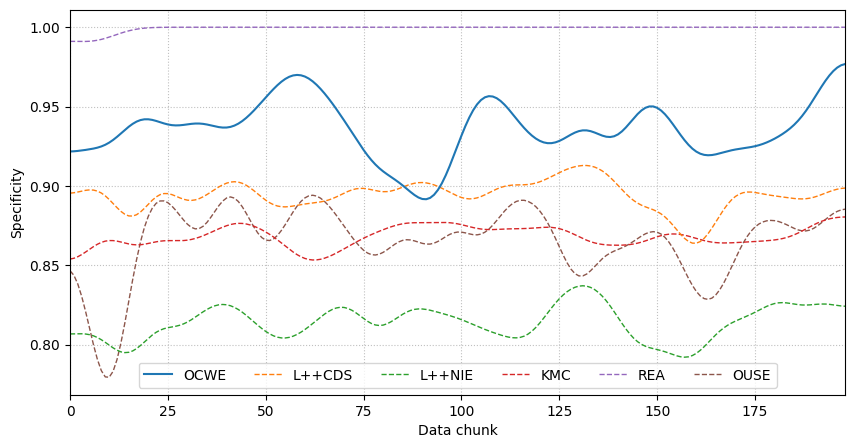 1.00
0.95
0.90
0.85
0.80
Specificity
OCWE L++CDS L++NIE KMC REA OUSE
0 25 50 75 100 125 150 175
Data chunk